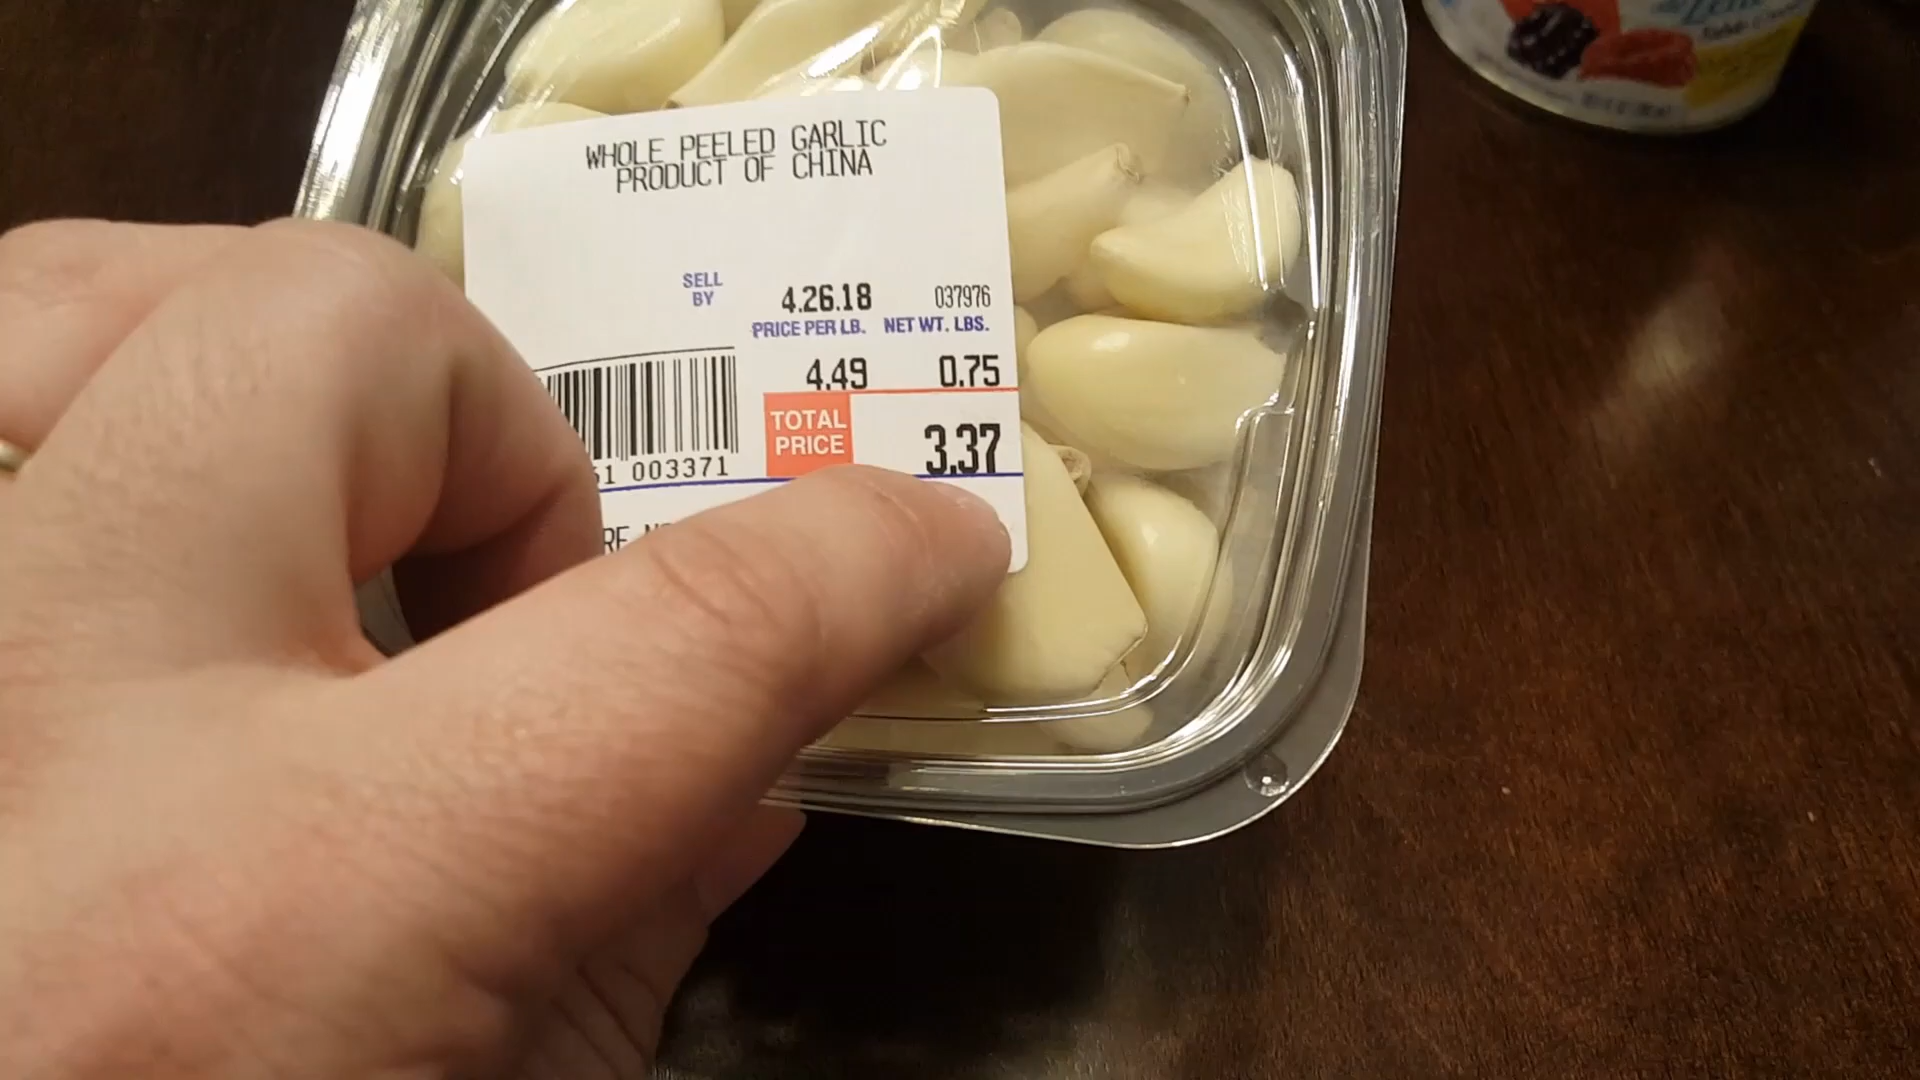 WHOLE PEELED GARLIC
PRODUCT OF CHINA
SELL
BY
4.26.18
037976
PRICE PER LB. NET WT. LBS.
4.49 0.75
TOTAL
PRICE
3.37
003371